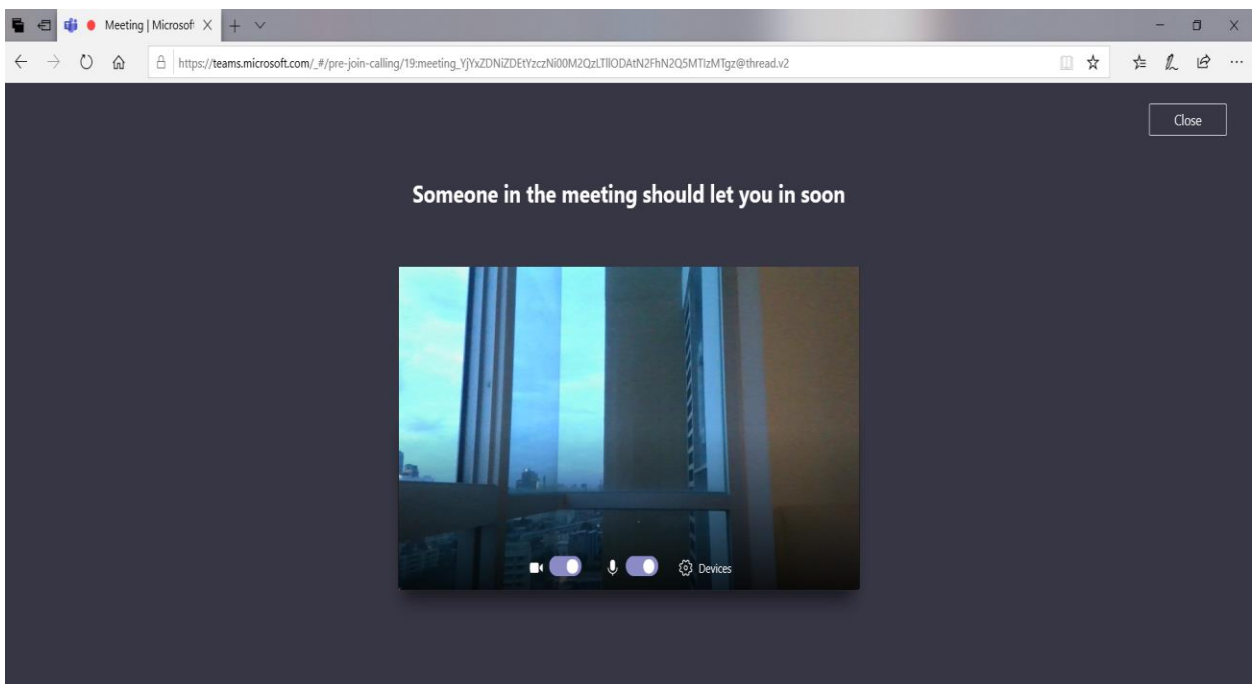 Meeting | Microsof
https://teams.microsoft.com/_#/pre-join-calling/19:meeting_YjYxZDNiZDEtYzczNi00M2QzLTllODAtN2FhN2Q5MTIzMTgz@thread.v2
Close
Someone in the meeting should let you in soon
Devices